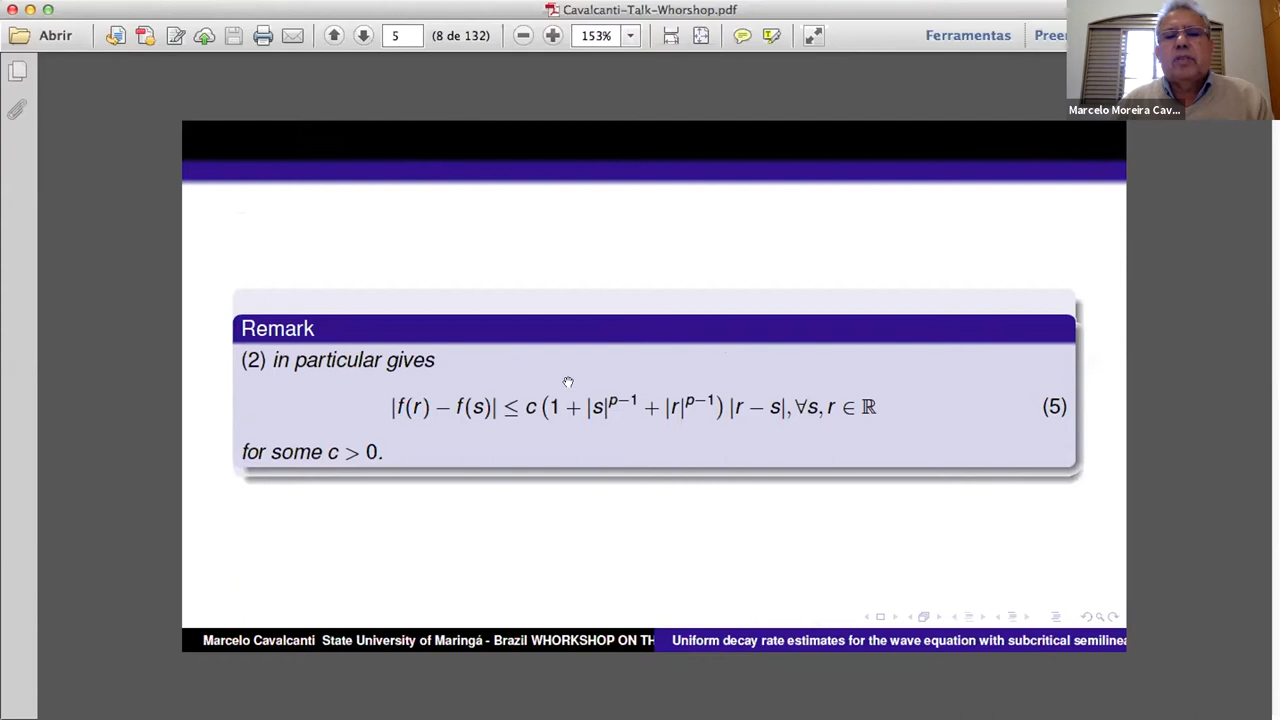 Cavalcanti-Talk-Whorshop.pdf
Abrir
5
(8 de 132)
153%
Ferramentas
Marcelo Moreira Cav...
Remark
(2) in particular gives
|f(r) − f(s)| ≤ c (1 + |s|^{p−1} + |r|^{p−1}) |r − s|, ∀s, r ∈ ℝ (5)
for some c > 0.
Marcelo Cavalcanti State University of Maringá - Brazil WHORKSHOP ON TH
Uniform decay rate estimates for the wave equation with subcritical semilinea